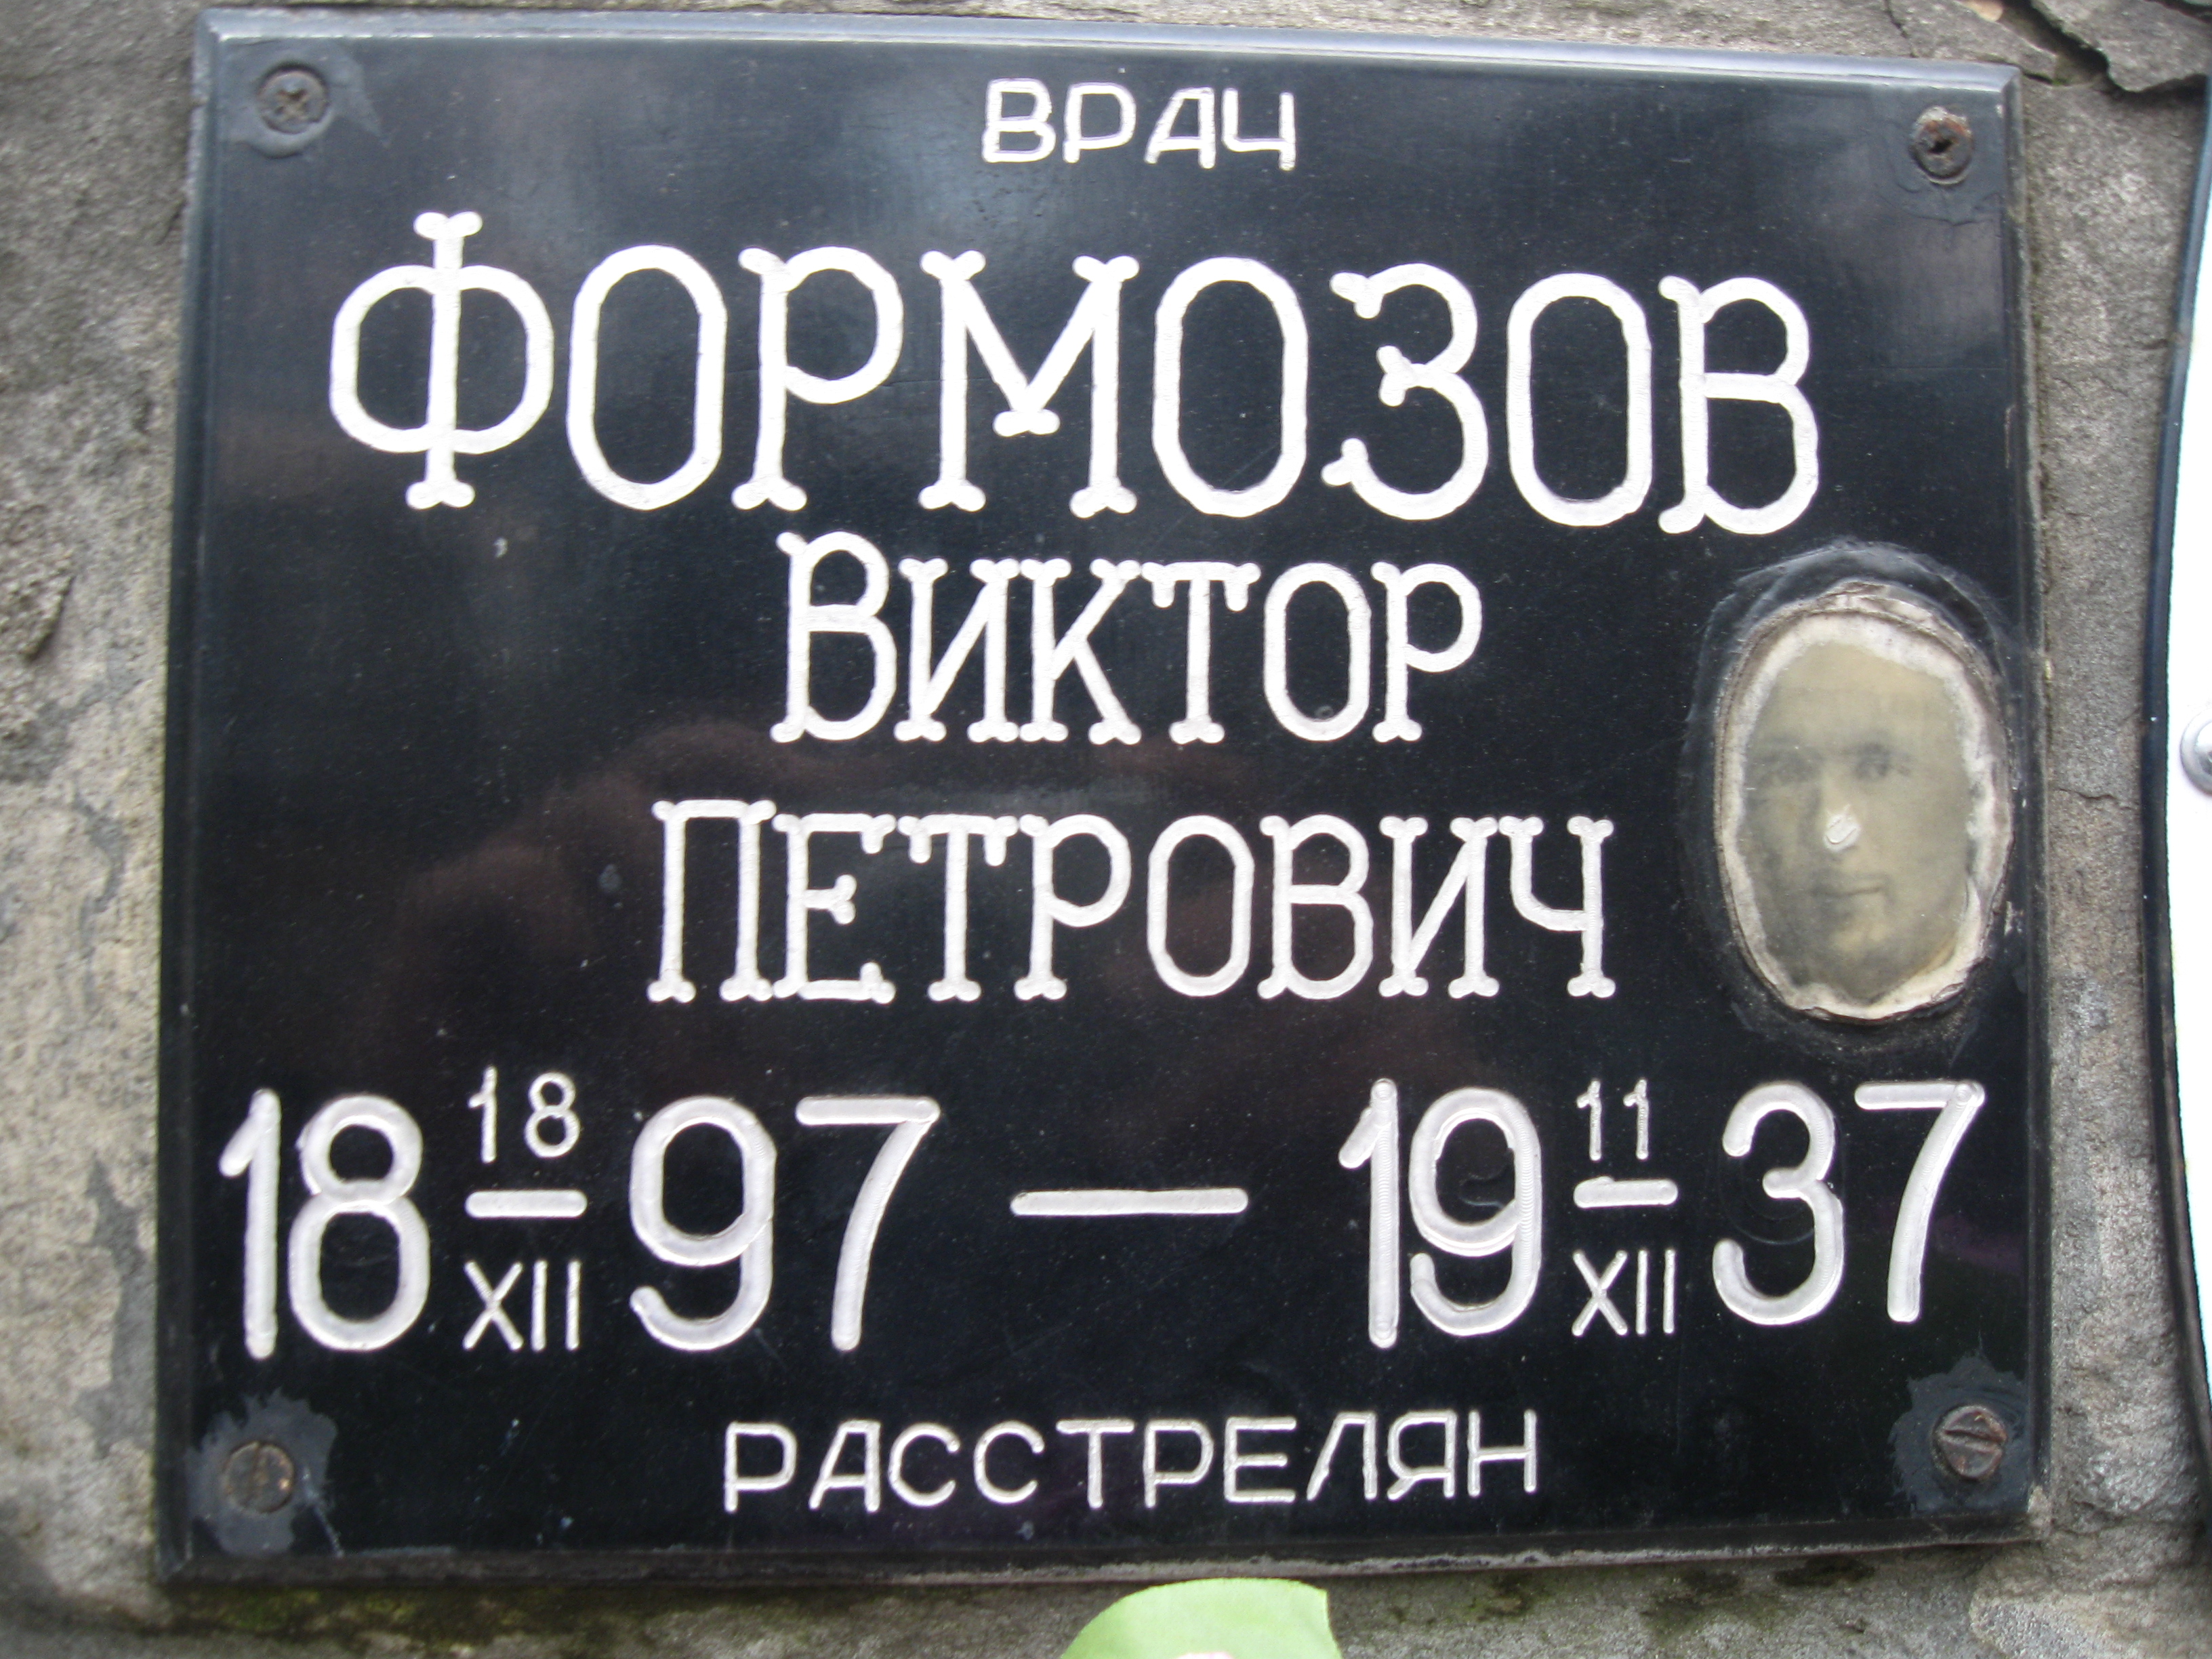 ВРАЧ
ФОРМОЗОВ
ВИКТОР
ПЕТРОВИЧ
18 18/XII 97 — 19 11/XII 37
РАССТРЕЛЯН